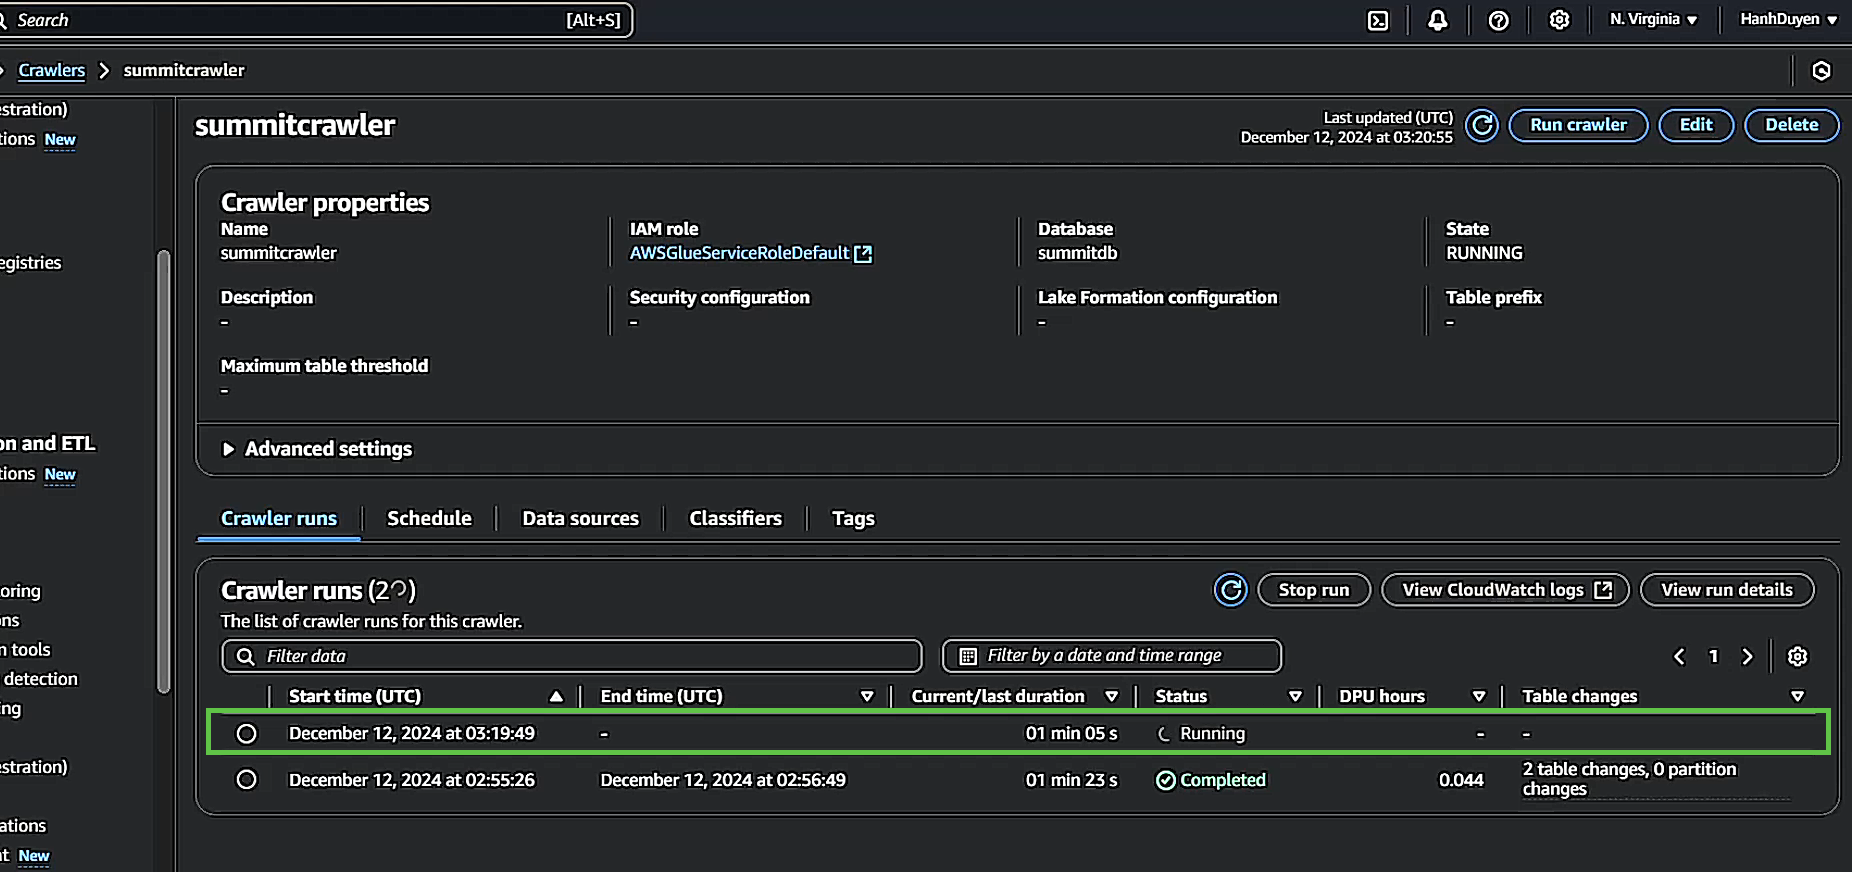 Search [Alt+S] N. Virginia HanhDuyen
Crawlers summitcrawler
estration)
tions New
egistries
on and ETL
tions New
oring
ons
n tools
detection
ing
estration)
ations
nt New
summitcrawler
Last updated (UTC)
December 12, 2024 at 03:20:55
Run crawler Edit Delete
Crawler properties
Name IAM role Database State
summitcrawler AWSGlueServiceRoleDefault summitdb RUNNING
Description Security configuration Lake Formation configuration Table prefix
- - - -
Maximum table threshold
-
Advanced settings
Crawler runs Schedule Data sources Classifiers Tags
Crawler runs (2) Stop run View CloudWatch logs View run details
The list of crawler runs for this crawler.
Filter data Filter by a date and time range 1
Start time (UTC) End time (UTC) Current/last duration Status DPU hours Table changes
December 12, 2024 at 03:19:49 - 01 min 05 s Running - -
December 12, 2024 at 02:55:26 December 12, 2024 at 02:56:49 01 min 23 s Completed 0.044 2 table changes, 0 partition
changes